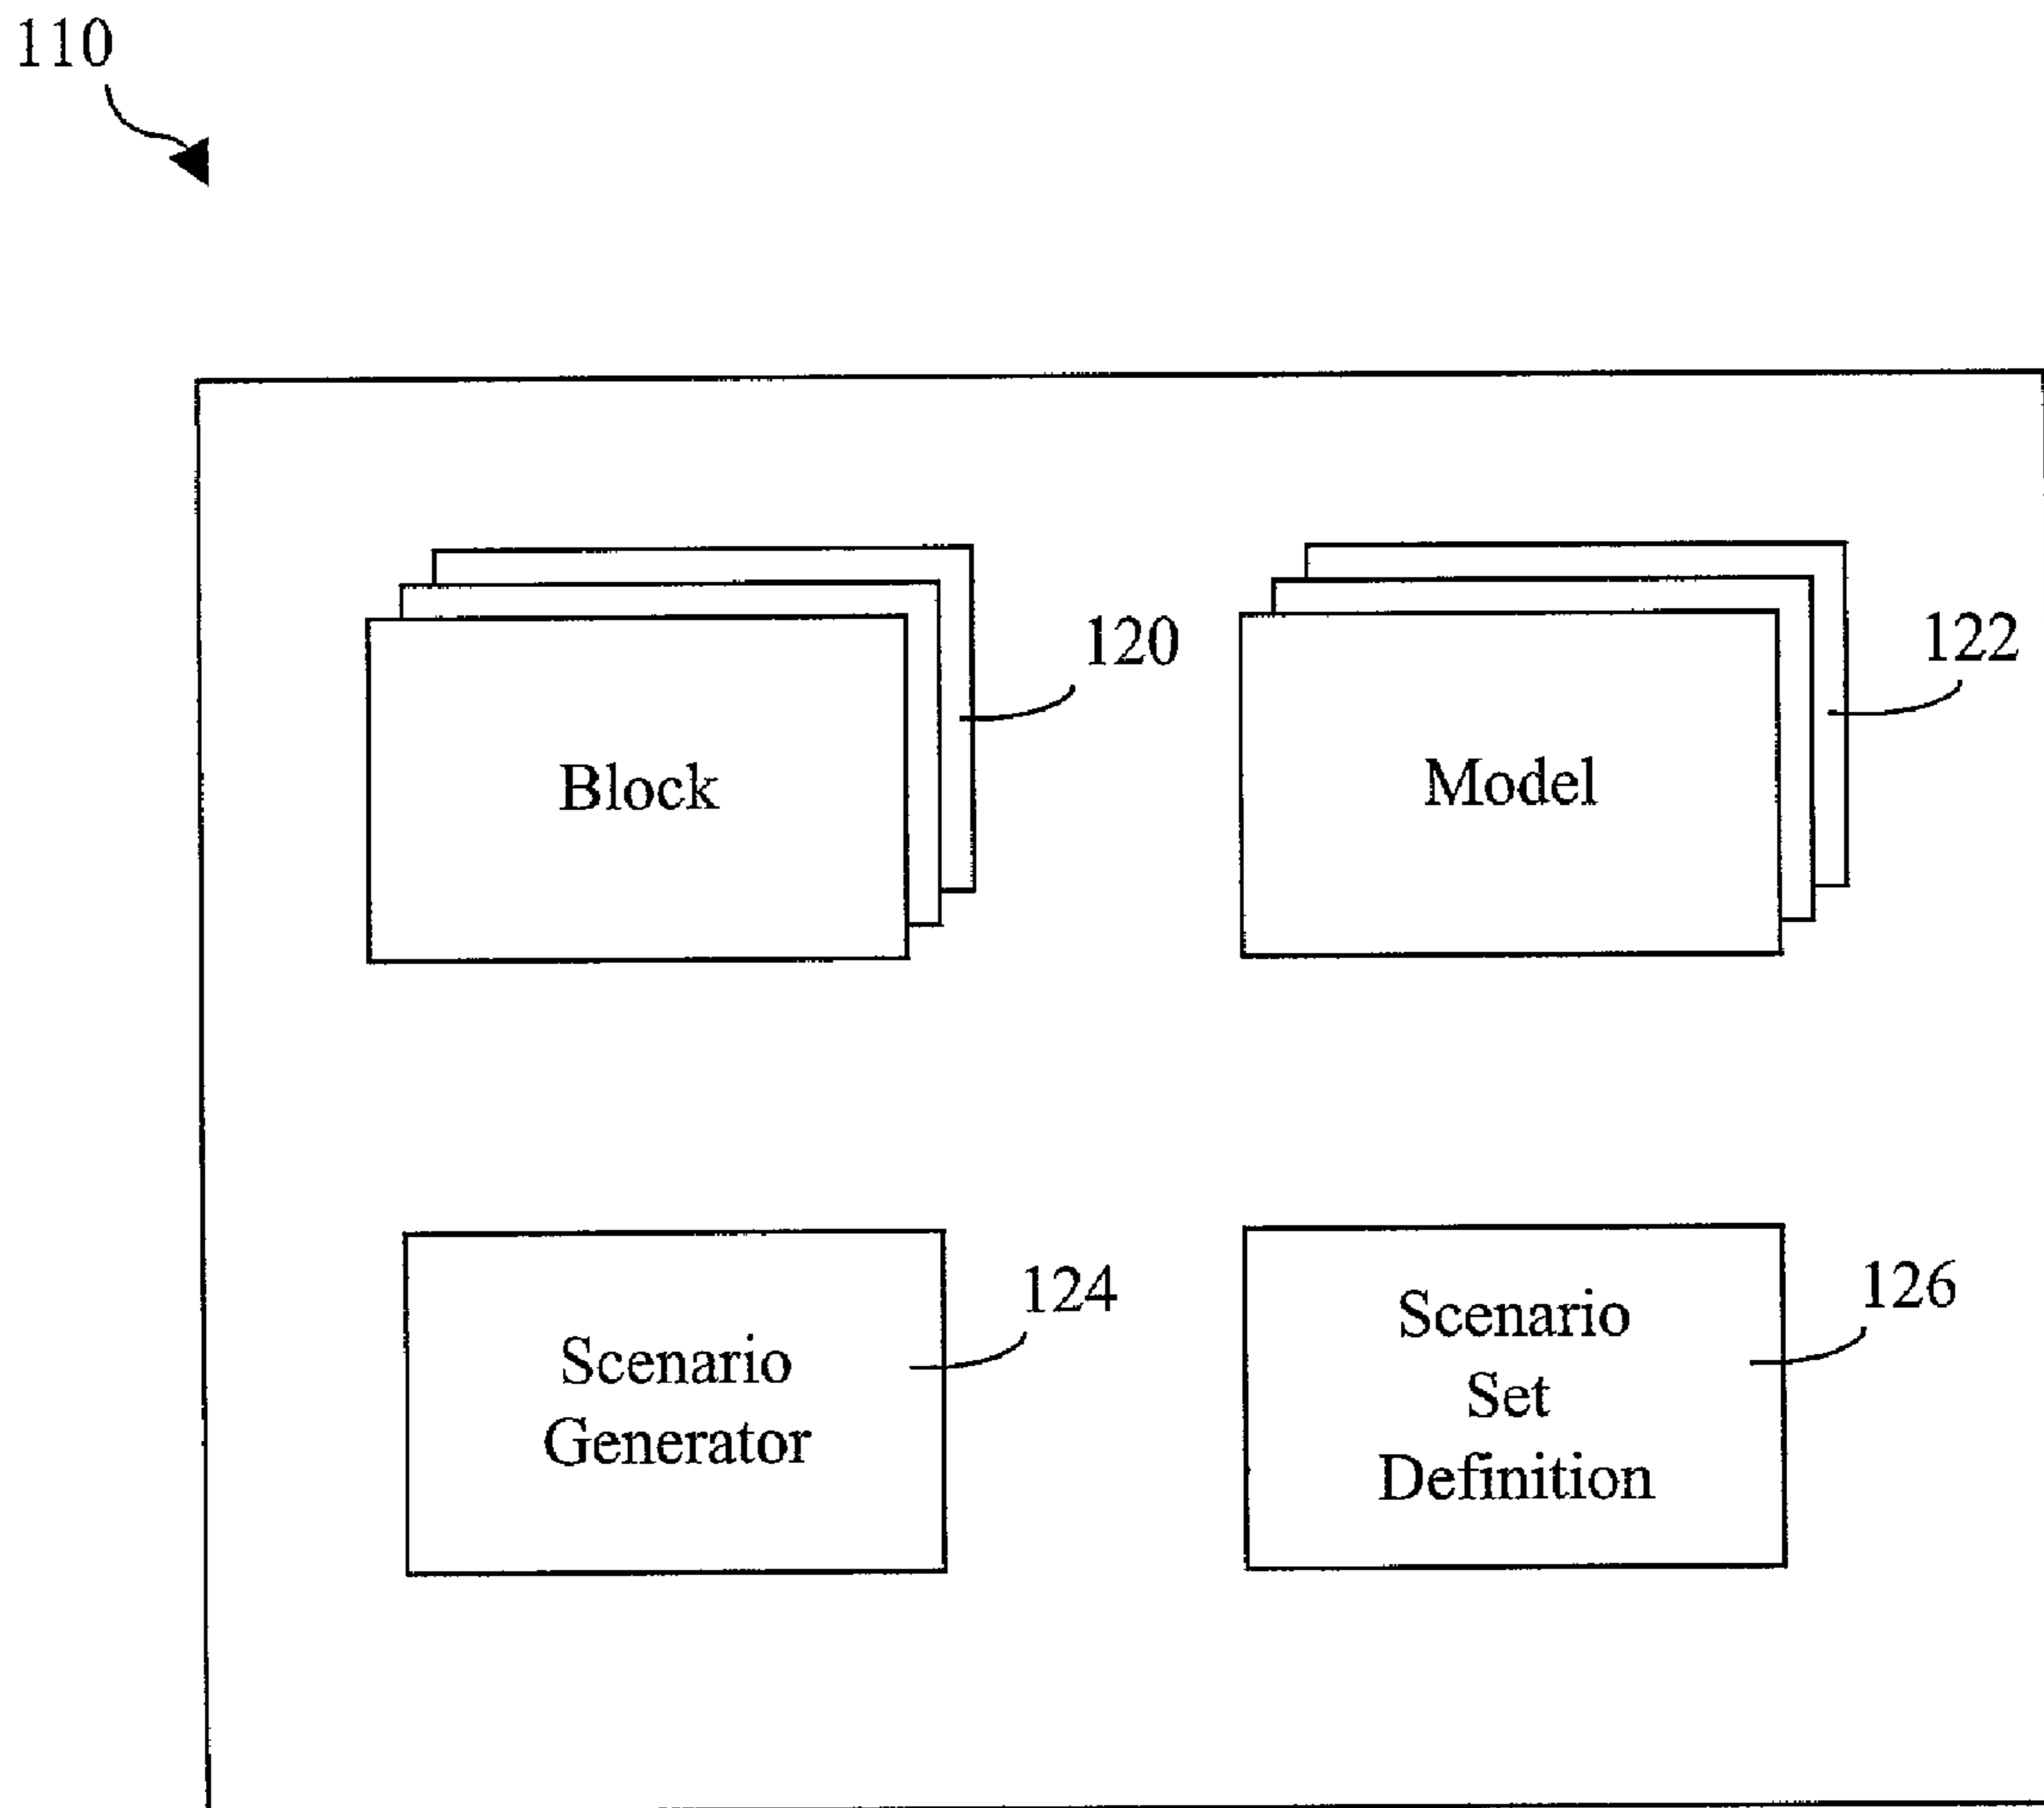 110
120
122
Block
Model
124
126
Scenario
Generator
Scenario
Set
Definition